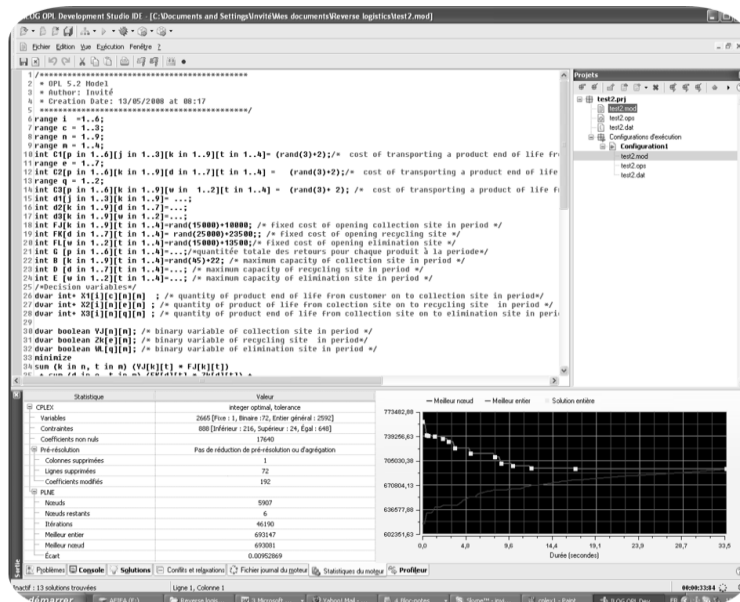 ILOG OPL Development Studio IDE - [C:\Documents and Settings\Invité\Mes documents\Reverse logistics\test2.mod]
Fichier Edition Vue Exécution Fenêtre ?
1 /*********************************************
2 * OPL 5.2 Model
3 * Author: Invité
4 * Creation Date: 13/05/2008 at 08:17
5 *********************************************/
6 range i =1..6;
7 range c = 1..3;
8 range n = 1..9;
9 range m = 1..4;
10 int C1[p in 1..6][j in 1..3][k in 1..9][t in 1..4]= (rand(3)+2);/* cost of transporting a product end of life from
11 range e = 1..7;
12 int C2[p in 1..6][k in 1..9][d in 1..7][t in 1..4] = (rand(3)+2);/* cost of transporting a product end of life from
13 range q = 1..2;
14 int C3[p in 1..6][k in 1..9][w in 1..2][t in 1..4] = (rand(3)+ 2); /* cost of transporting a product end of life fr
15 int d1[j in 1..3][k in 1..9]= ...;
16 int d2[k in 1..9][d in 1..7]=...;
17 int d3[k in 1..9][w in 1..2]=...;
18 int FJ[k in 1..9][t in 1..4]=rand(15000)+10000; /* fixed cost of opening collection site in period */
19 int FK[d in 1..7][t in 1..4]= rand(25000)+23500;; /* fixed cost of opening recycling site */
20 int FL[w in 1..2][t in 1..4]=rand(15000)+13500;/* fixed cost of opening elimination site */
21 int G [p in 1..6][t in 1..4]=...;/*quantitée totale des retours pour chaque produit à la periode*/
22 int B [k in 1..9][t in 1..4]=rand(45)+22; /* maximum capacity of collection site in period */
23 int D [d in 1..7][t in 1..4]=...; /* maximum capacity of recycling site in period */
24 int E [w in 1..2][t in 1..4]=...; /* maximum capacity of elimination site in period */
25 /*Decision variables*/
26 dvar int+ X1[i][c][n][m] ; /* quantity of product end of life from customer on to collection site in period*/
27 dvar int+ X2[i][n][e][m] ; /* quantity of product of life from colection site on to recycling site in period */
28 dvar int+ X3[i][n][q][m] ; /* quantity of product end of life from collection site on to elimination site in peri
29
30 dvar boolean YJ[n][m]; /* binary variable of collection site in period */
31 dvar boolean Zk[e][m]; /* binary variable of recycling site in period */
32 dvar boolean WL[q][m]; /* binary variable of elimination site in period */
33 minimize
34 sum (k in n, t in m) (YJ[k][t] * FJ[k][t])
Projets
test2.prj
test2.mod
test2.ops
test2.dat
Configurations d'exécution
Configuration1
test2.mod
test2.ops
test2.dat
Statistique Valeur
CPLEX integer optimal, tolerance
Variables 2665 [Fixe : 1, Binaire :72, Entier général : 2592]
Contraintes 888 [Inférieur : 216, Supérieur : 24, Égal : 648]
Coefficients non nuls 17640
Pré-résolution Pas de réduction de pré-résolution ou d'agrégation
Colonnes supprimées 1
Lignes supprimées 72
Coefficients modifiés 192
PLNE
Nœuds 5907
Nœuds restants 6
Itérations 46190
Meilleur entier 693147
Meilleur nœud 693081
Écart 0.00952869
Meilleur nœud Meilleur entier Solution entière
773482,88
739256,63
705030,38
670804,13
636577,88
602351,63
0,0 4,8 9,6 14,4 19,1 23,9 28,7 33,5
Durée (secondes)
Sortie
Problèmes Console Solutions Conflits et relaxations Fichier journal du moteur Statistiques du moteur Profileur
Inactif : 13 solutions trouvées Ligne 1, Colonne 1 00:00:33:84
démarrer